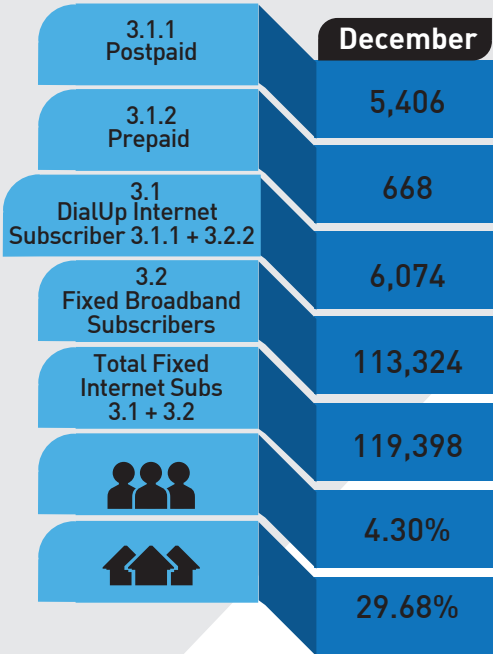 3.1.1
Postpaid
December
5,406
3.1.2
Prepaid
668
3.1
DialUp Internet
Subscriber 3.1.1 + 3.2.2
6,074
3.2
Fixed Broadband
Subscribers
113,324
Total Fixed
Internet Subs
3.1 + 3.2
119,398
4.30%
29.68%